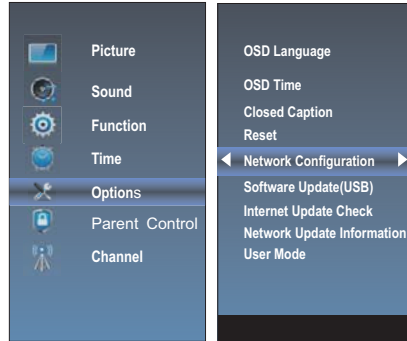 Picture
Sound
Function
Time
Options
Parent Control
Channel
OSD Language
OSD Time
Closed Caption
Reset
Network Configuration
Software Update(USB)
Internet Update Check
Network Update Information
User Mode